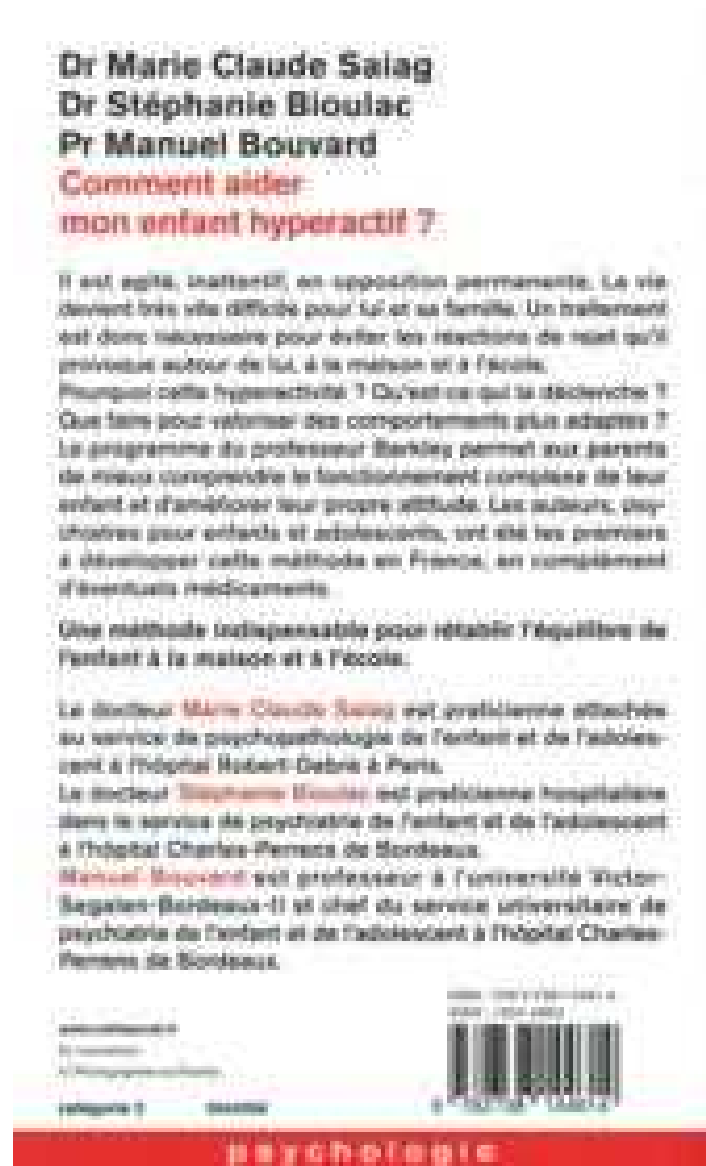 Dr Marie Claude Saiag
Dr Stéphanie Bioulac
Pr Manuel Bouvard
Comment aider
mon enfant hyperactif ?
Il est agité, inattentif, en opposition permanente. La vie
devient très vite difficile pour lui et sa famille. Un traitement
est donc nécessaire pour éviter les réactions de rejet qu'il
provoque autour de lui, à la maison et à l'école.
Pourquoi cette hyperactivité ? Qu'est-ce qui la déclenche ?
Que faire pour valoriser des comportements plus adaptés ?
Le programme du professeur Barkley permet aux parents
de mieux comprendre le fonctionnement complexe de leur
enfant et d'améliorer leur propre attitude. Les auteurs, psy-
chiatres pour enfants et adolescents, ont été les premiers
à développer cette méthode en France, en complément
d'éventuels médicaments.
Une méthode indispensable pour rétablir l'équilibre de
l'enfant à la maison et à l'école.
Le docteur Marie Claude Saiag est praticienne attachée
au service de psychopathologie de l'enfant et de l'adoles-
cent à l'hôpital Robert-Debré à Paris.
Le docteur Stéphanie Bioulac est praticienne hospitalière
dans le service de psychiatrie de l'enfant et de l'adolescent
à l'hôpital Charles-Perrens de Bordeaux.
Manuel Bouvard est professeur à l'université Victor-
Segalen-Bordeaux-II et chef du service universitaire de
psychiatrie de l'enfant et de l'adolescent à l'hôpital Charles-
Perrens de Bordeaux.
psychologie